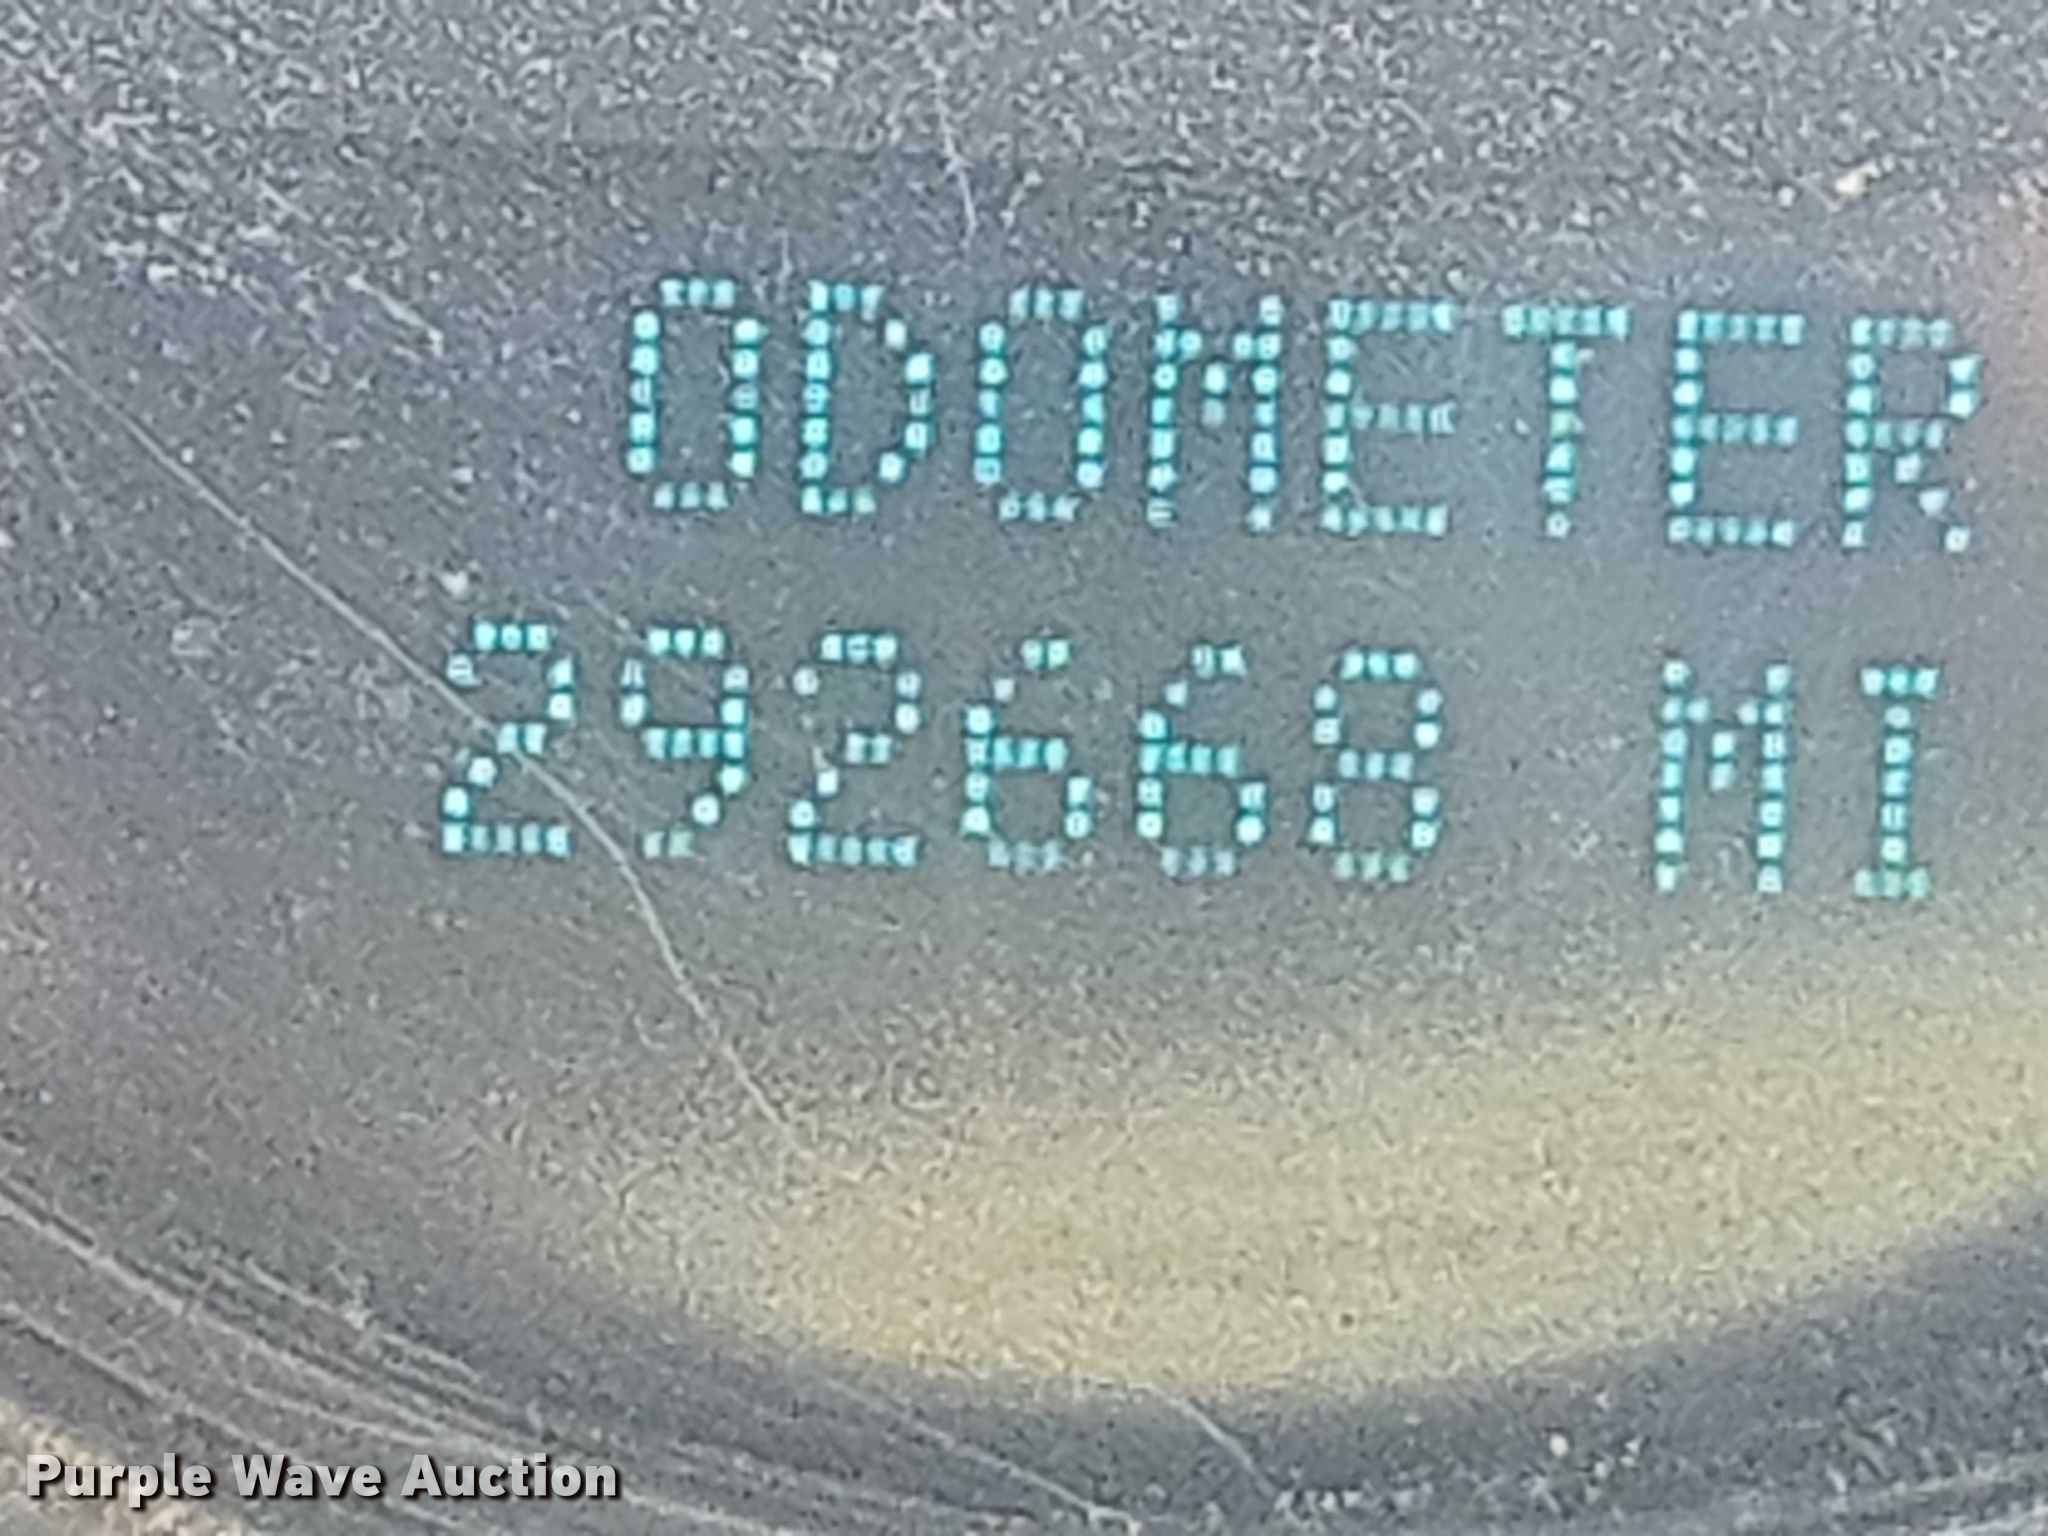 ODOMETER
292668 MI
Purple Wave Auction